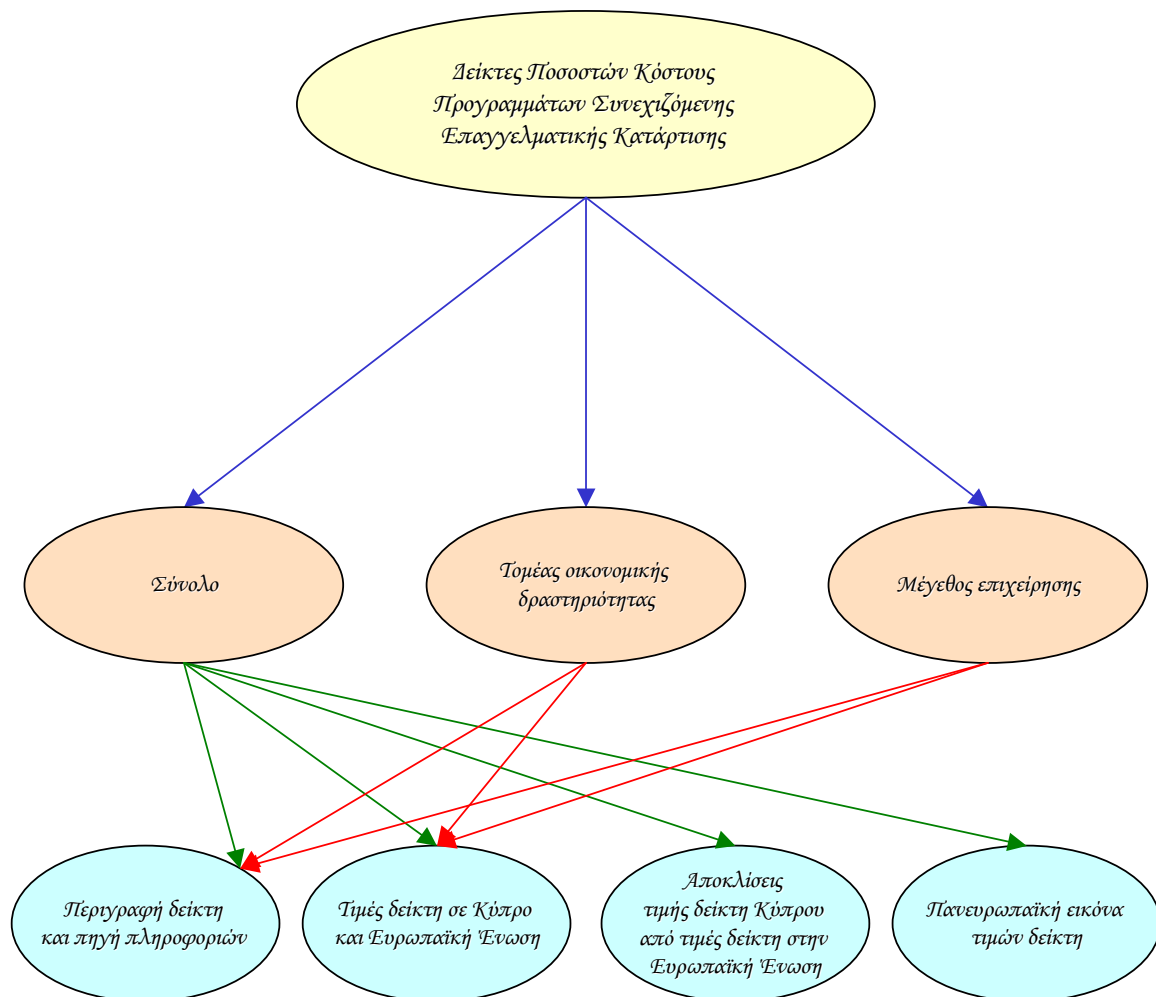 Δείκτες Ποσοστών Κόστους
Προγραμμάτων Συνεχιζόμενης
Επαγγελματικής Κατάρτισης
Σύνολο
Τομέας οικονομικής
δραστηριότητας
Μέγεθος επιχείρησης
Περιγραφή δείκτη
και πηγή πληροφοριών
Τιμές δείκτη σε Κύπρο
και Ευρωπαϊκή Ένωση
Αποκλίσεις
τιμής δείκτη Κύπρου
από τιμές δείκτη στην
Ευρωπαϊκή Ένωση
Πανευρωπαϊκή εικόνα
τιμών δείκτη